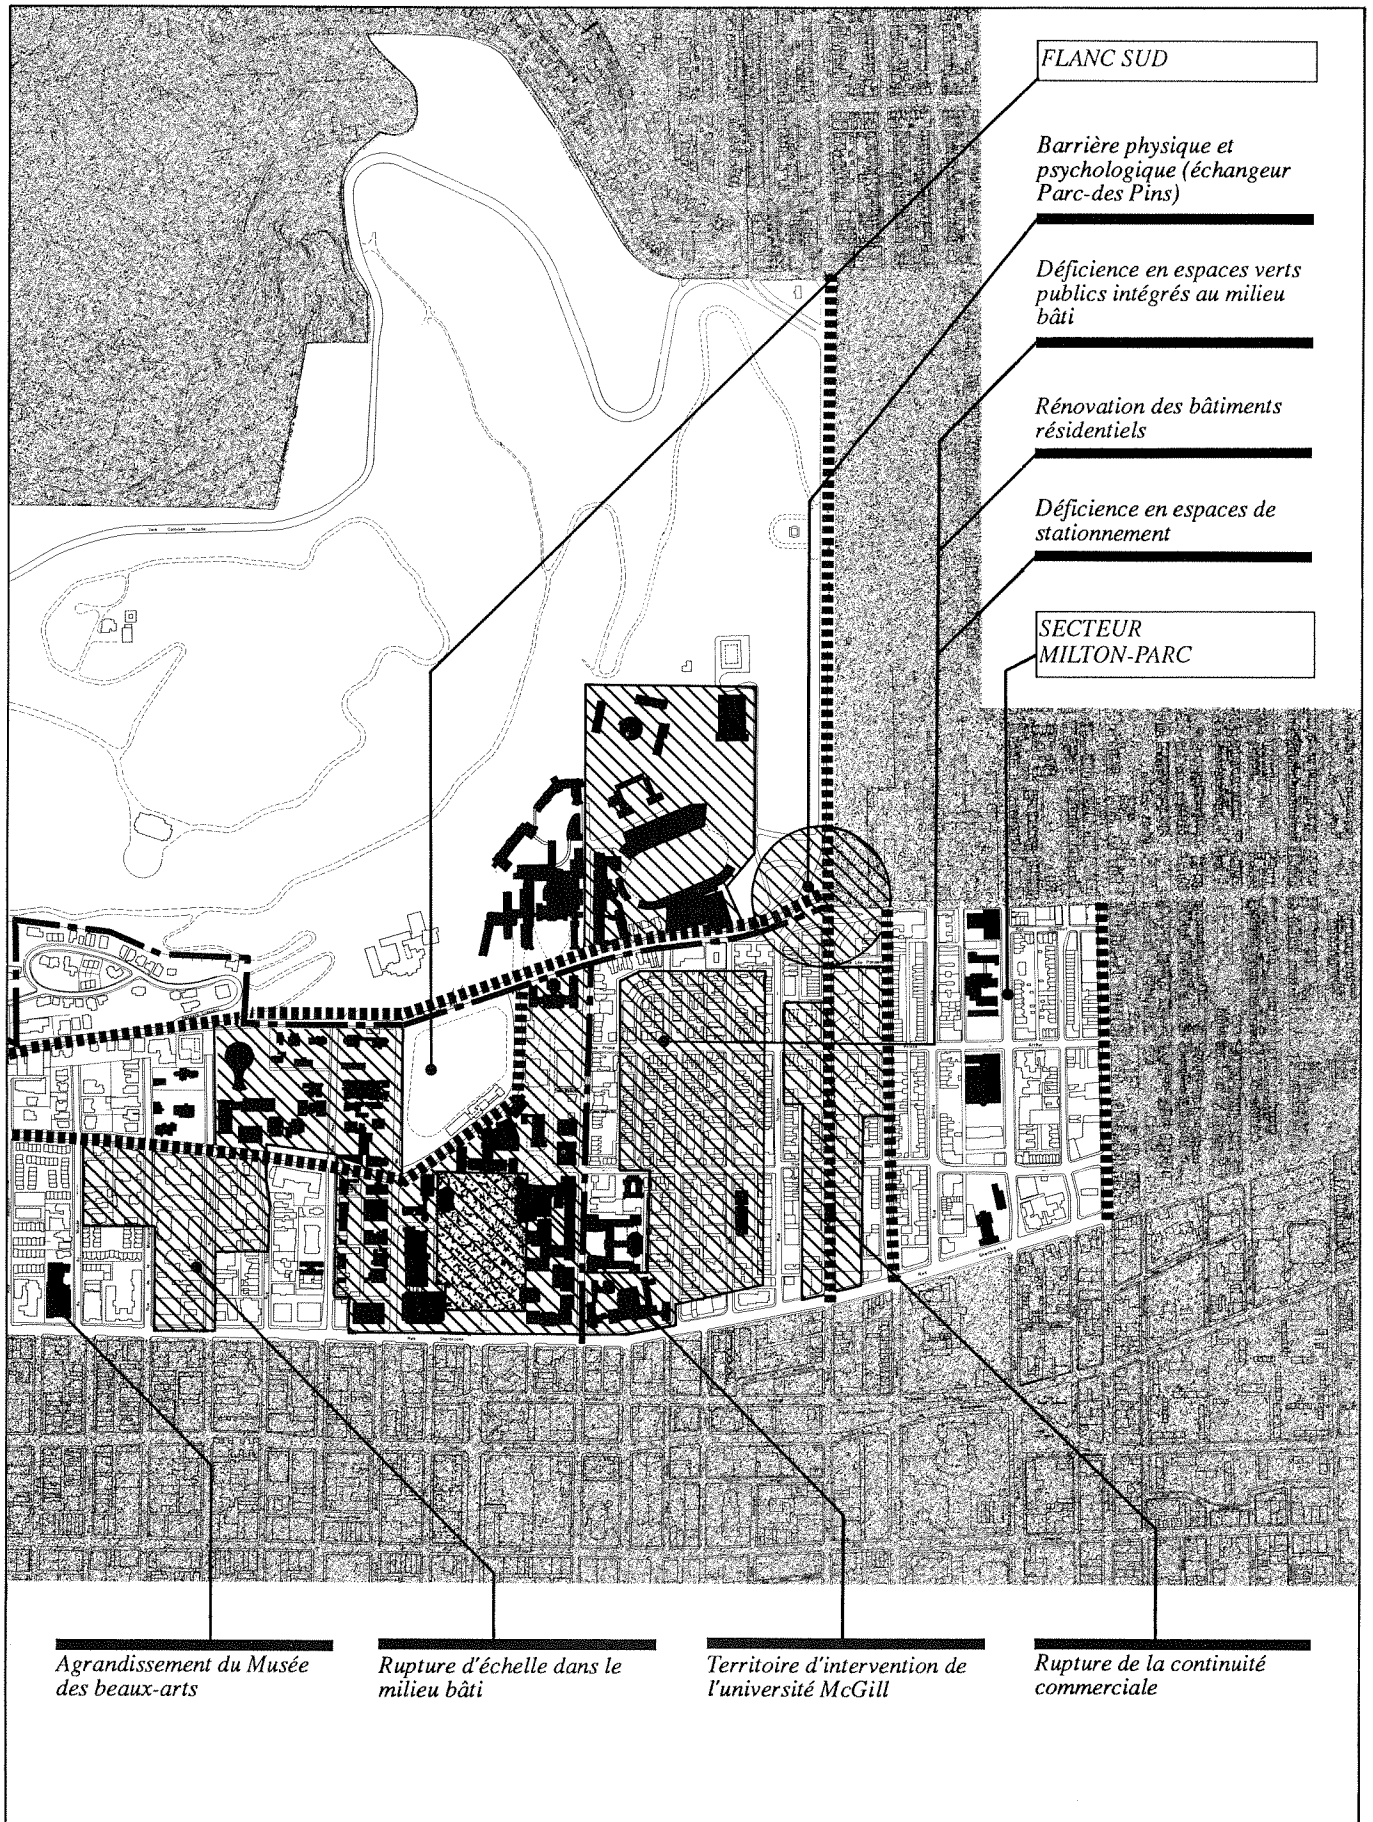 FLANC SUD
Barrière physique et
psychologique (échangeur
Parc-des Pins)
Déficience en espaces verts
publics intégrés au milieu
bâti
Rénovation des bâtiments
résidentiels
Déficience en espaces de
stationnement
SECTEUR
MILTON-PARC
Agrandissement du Musée
des beaux-arts
Rupture d'échelle dans le
milieu bâti
Territoire d'intervention de
l'université McGill
Rupture de la continuité
commerciale